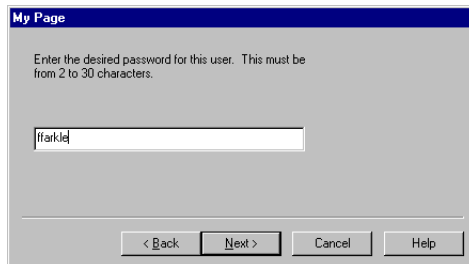 My Page
Enter the desired password for this user. This must be
from 2 to 30 characters.
ffarkle
< Back
Next >
Cancel
Help